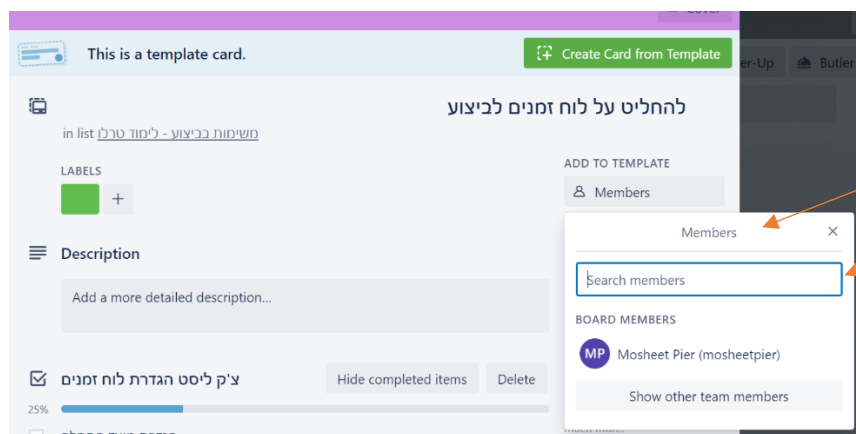 Cover
This is a template card.
Create Card from Template
er-Up
Butler
להחליט על לוח זמנים לביצוע
in list משימות בביצוע - לימוד טרלו
LABELS
+
ADD TO TEMPLATE
Members
Members
Search members
BOARD MEMBERS
MP Mosheet Pier (mosheetpier)
Show other team members
Description
Add a more detailed description...
צ'ק ליסט הגדרת לוח זמנים
Hide completed items
Delete
25%